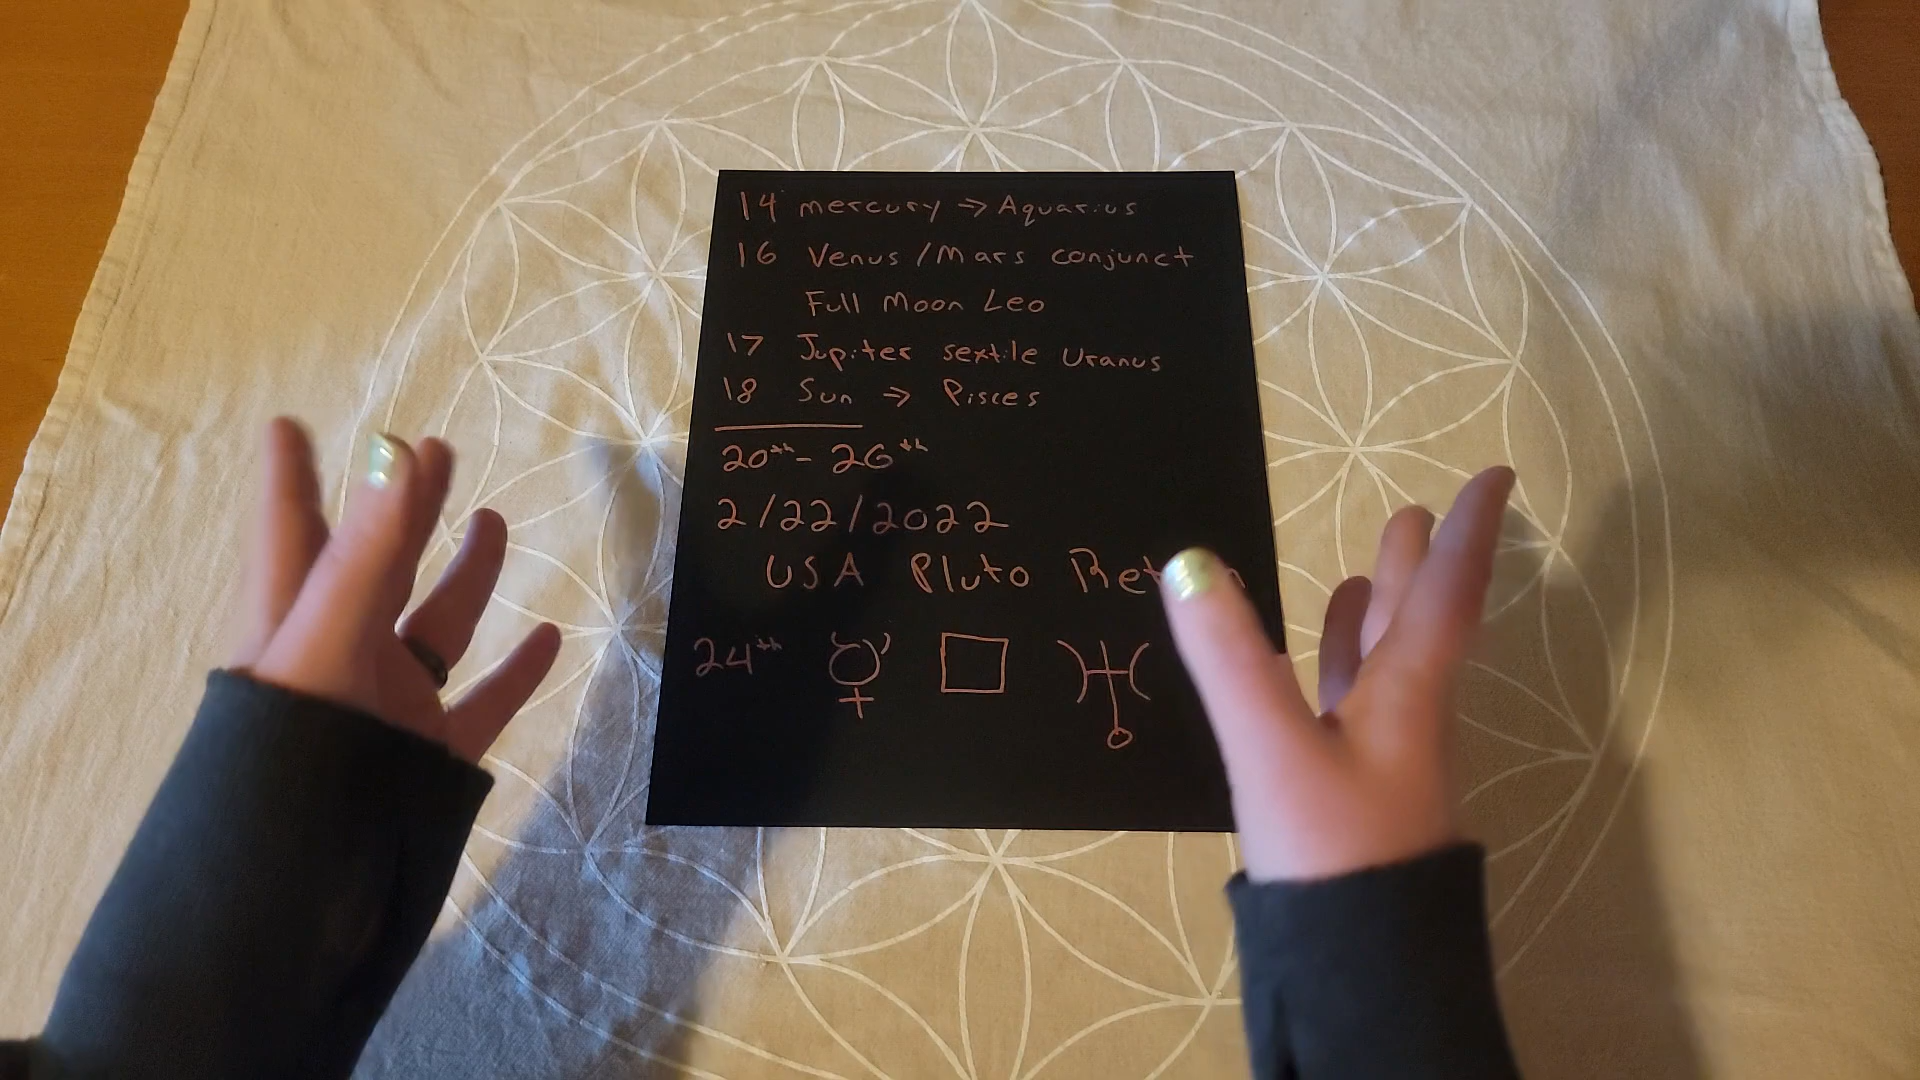 14 mercury → Aquarius
16 Venus / Mars conjunct
Full Moon Leo
17 Jupiter sextile Uranus
18 Sun → Pisces
20th - 26th
2/22/2022
USA Pluto
24th ☿ □ ♅